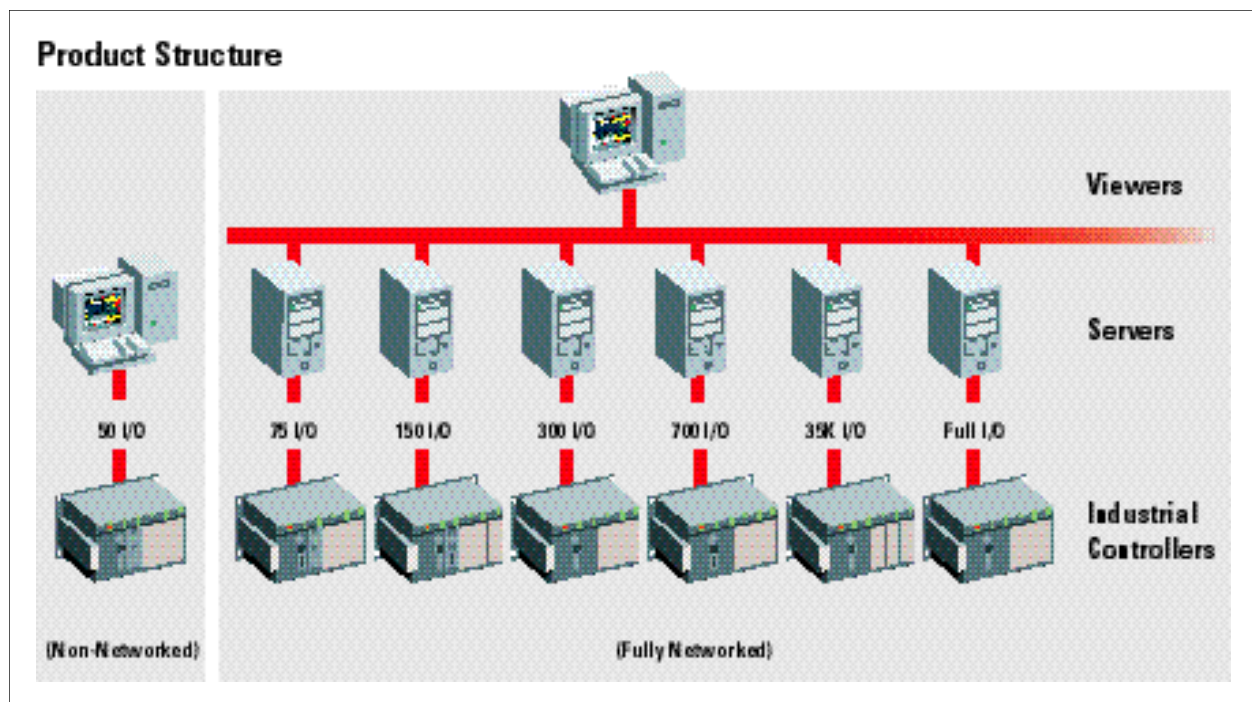 Product Structure
Viewers
Servers
50 I/O
75 I/O
150 I/O
300 I/O
700 I/O
35K I/O
Full I/O
Industrial
Controllers
(Non-Networked)
(Fully Networked)